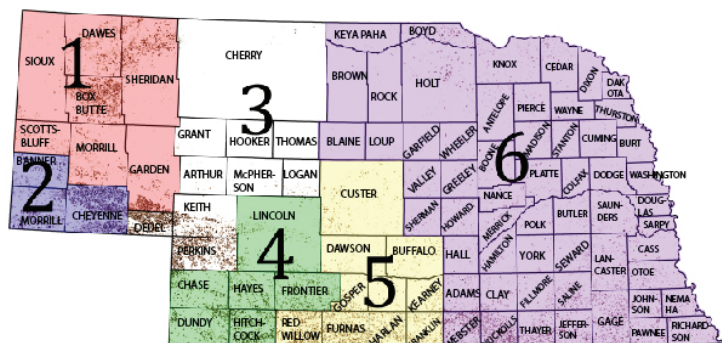 DAWES
SIOUX
1
SHERIDAN
BOX
BUTTE
SCOTTS-
BLUFF
MORRILL
GARDEN
BANNER
2
MORRILL
CHEYENNE
DEUEL
CHERRY
3
GRANT
HOOKER
THOMAS
ARTHUR
McPHER-
SON
LOGAN
KEITH
PERKINS
LINCOLN
4
CHASE
HAYES
FRONTIER
DUNDY
HITCH-
COCK
CUSTER
DAWSON
BUFFALO
5
GOSPER
KEARNEY
RED
WILLOW
FURNAS
HARLAN
FRANKLIN
KEYA PAHA
BOYD
BROWN
ROCK
HOLT
KNOX
CEDAR
DIXON
DAK
OTA
ANTELOPE
PIERCE
WAYNE
THURSTON
BLAINE
LOUP
GARFIELD
WHEELER
BOONE
6
MADISON
STANTON
CUMING
BURT
VALLEY
GREELEY
PLATTE
COLFAX
DODGE
WASHINGTON
NANCE
SHERMAN
HOWARD
MERRICK
POLK
BUTLER
SAUN-
DERS
DOUG-
LAS
SARPY
HALL
HAMILTON
YORK
SEWARD
LAN-
CASTER
CASS
OTOE
ADAMS
CLAY
FILLMORE
SALINE
JOHN-
SON
NEMA
HA
WEBSTER
NUCKOLLS
THAYER
JEFFER-
SON
GAGE
PAWNEE
RICHARD-
SON